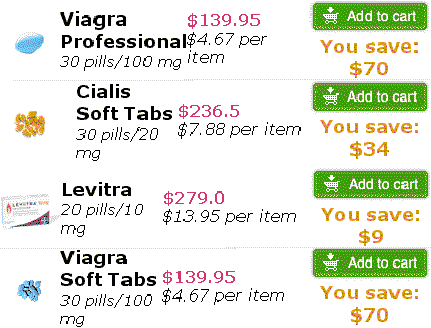 Viagra
Professional
30 pills/100 mg
$139.95
$4.67 per
item
Add to cart
You save:
$70
Cialis
Soft Tabs
30 pills/20
mg
$236.5
$7.88 per item
Add to cart
You save:
$34
Levitra
20 pills/10
mg
$279.0
$13.95 per item
Add to cart
You save:
$9
Viagra
Soft Tabs
30 pills/100
mg
$139.95
$4.67 per item
Add to cart
You save:
$70